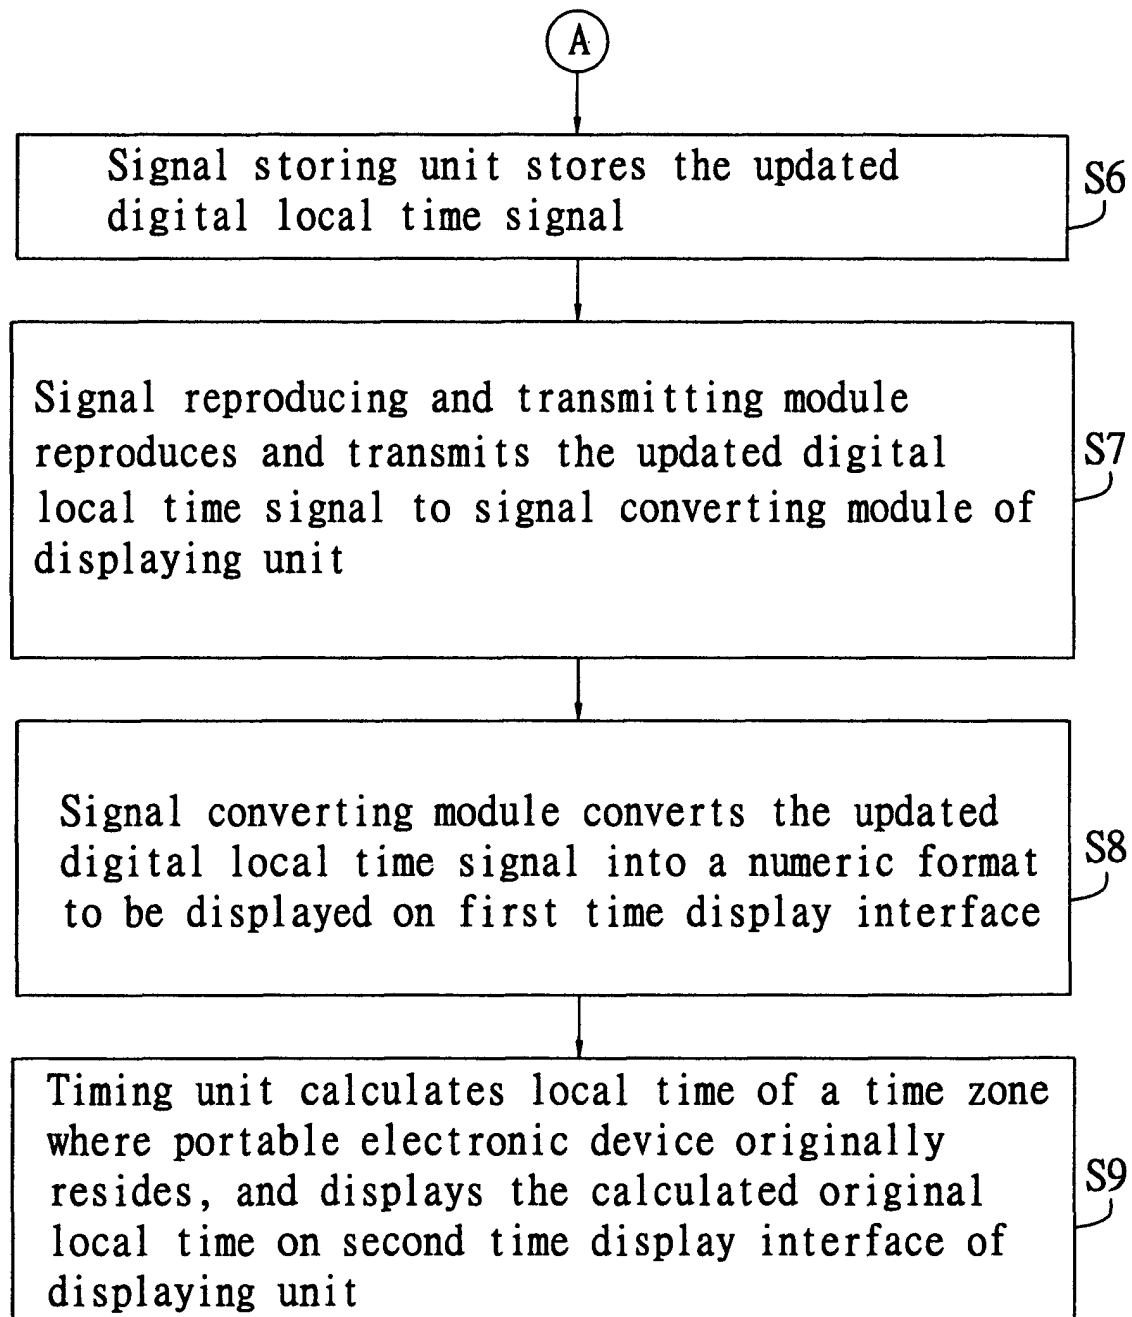 A
Signal storing unit stores the updated
digital local time signal
S6
Signal reproducing and transmitting module
reproduces and transmits the updated digital
local time signal to signal converting module of
displaying unit
S7
Signal converting module converts the updated
digital local time signal into a numeric format
to be displayed on first time display interface
S8
Timing unit calculates local time of a time zone
where portable electronic device originally
resides, and displays the calculated original
local time on second time display interface of
displaying unit
S9